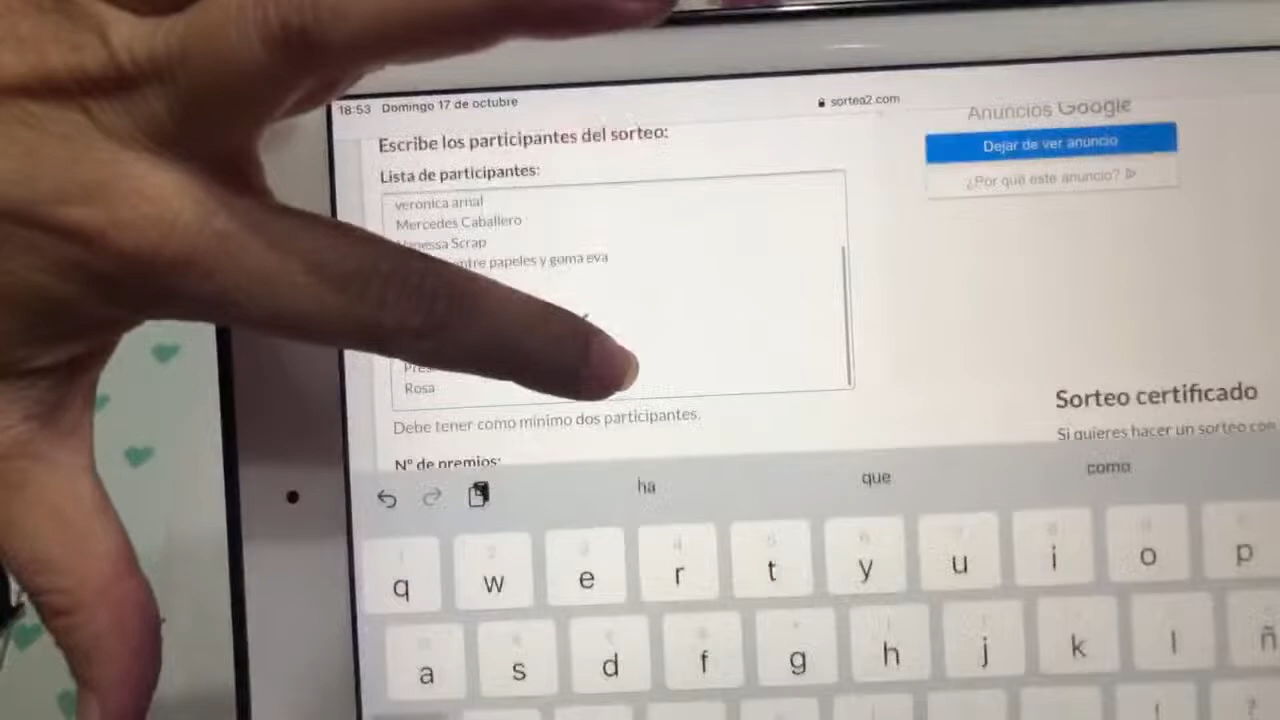 18:53 Domingo 17 de octubre
sortea2.com
Anuncios Google
Dejar de ver anuncio
¿Por qué este anuncio?
Escribe los participantes del sorteo:
Lista de participantes:
veronica arnal
Mercedes Caballero
Scrap
entre papeles y goma eva
Rosa
Debe tener como mínimo dos participantes.
Nº de premios:
Sorteo certificado
Si quieres hacer un sorteo con
ha que como
q w e r t y u i o p
a s d f g h j k l ñ